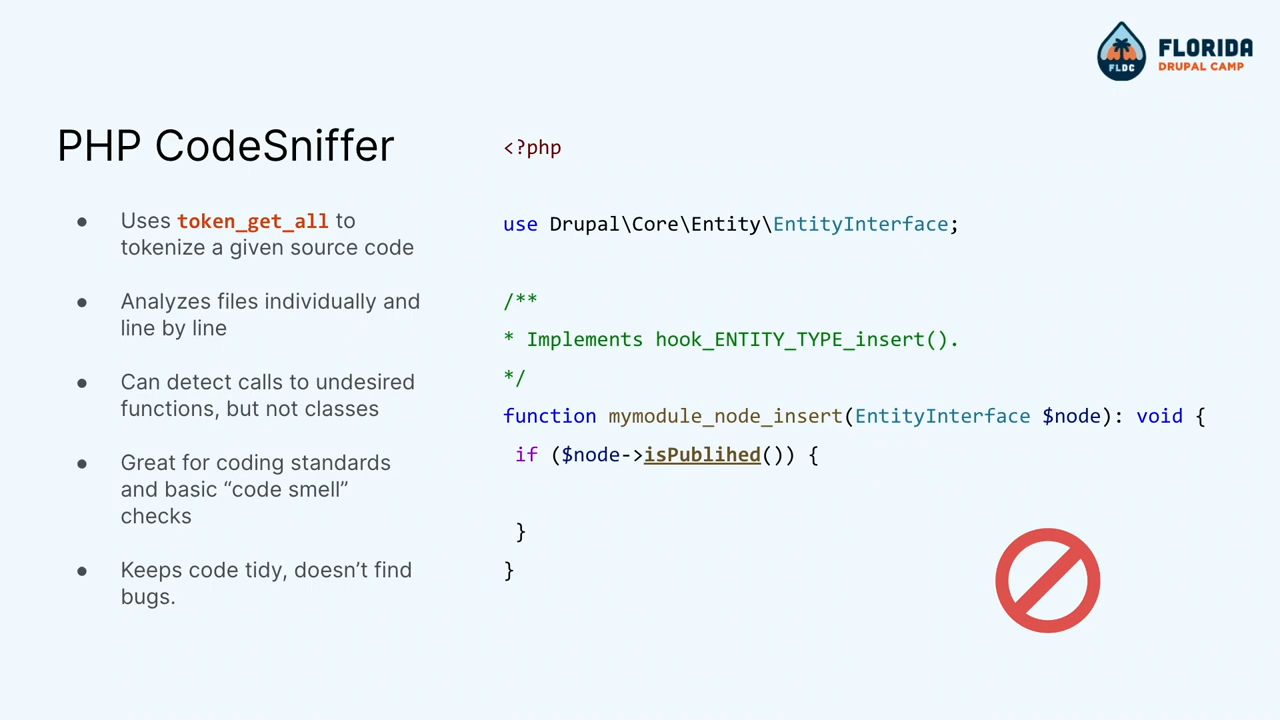 FLORIDA
DRUPAL CAMP
FLDC
PHP CodeSniffer
● Uses token_get_all to
tokenize a given source code
● Analyzes files individually and
line by line
● Can detect calls to undesired
functions, but not classes
● Great for coding standards
and basic “code smell”
checks
● Keeps code tidy, doesn’t find
bugs.
<?php
use Drupal\Core\Entity\EntityInterface;
/**
* Implements hook_ENTITY_TYPE_insert().
*/
function mymodule_node_insert(EntityInterface $node): void {
if ($node->isPublihed()) {
}
}